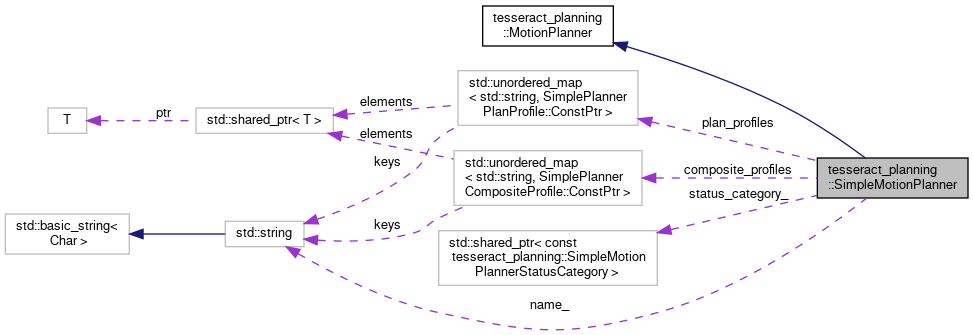 tesseract_planning
::MotionPlanner
std::unordered_map
< std::string, SimplePlanner
PlanProfile::ConstPtr >
elements
ptr
T
std::shared_ptr< T >
plan_profiles
elements
keys
std::unordered_map
< std::string, SimplePlanner
CompositeProfile::ConstPtr >
composite_profiles
tesseract_planning
::SimpleMotionPlanner
status_category_
std::basic_string<
Char >
std::string
keys
std::shared_ptr< const
tesseract_planning::SimpleMotion
PlannerStatusCategory >
name_